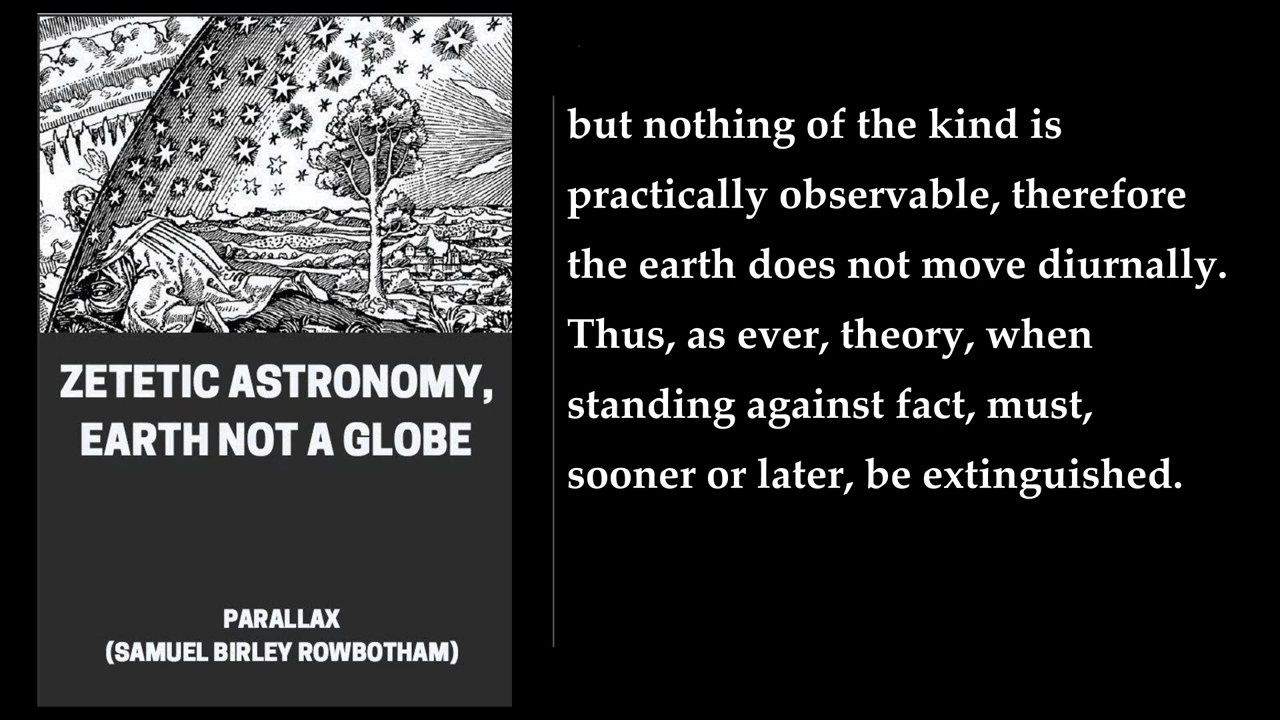 ZETETIC ASTRONOMY,
EARTH NOT A GLOBE
PARALLAX
(SAMUEL BIRLEY ROWBOTHAM)
but nothing of the kind is
practically observable, therefore
the earth does not move diurnally.
Thus, as ever, theory, when
standing against fact, must,
sooner or later, be extinguished.